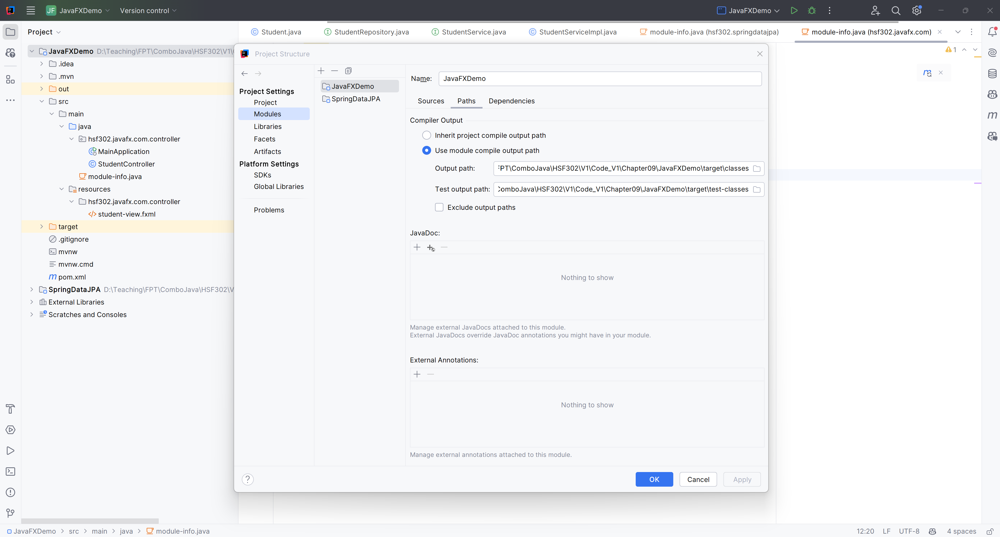 JF JavaFXDemo Version control JavaFXDemo
Project
Student.java StudentRepository.java StudentService.java StudentServiceImpl.java module-info.java (hsf302.springdatajpa) module-info.java (hsf302.javafx.com)
JavaFXDemo D:\Teaching\FPT\ComboJava\HSF302\V1\
.idea
.mvn
out
src
main
java
hsf302.javafx.com.controller
MainApplication
StudentController
module-info.java
resources
hsf302.javafx.com.controller
student-view.fxml
target
.gitignore
mvnw
mvnw.cmd
pom.xml
SpringDataJPA D:\Teaching\FPT\ComboJava\HSF302\V
External Libraries
Scratches and Consoles
Project Structure
Project Settings
Project
Modules
Libraries
Facets
Artifacts
Platform Settings
SDKs
Global Libraries
Problems
JavaFXDemo
SpringDataJPA
Name: JavaFXDemo
Sources Paths Dependencies
Compiler Output
Inherit project compile output path
Use module compile output path
Output path: PT\ComboJava\HSF302\V1\Code_V1\Chapter09\JavaFXDemo\target\classes
Test output path: omboJava\HSF302\V1\Code_V1\Chapter09\JavaFXDemo\target\test-classes
Exclude output paths
JavaDoc:
Nothing to show
Manage external JavaDocs attached to this module.
External JavaDocs override JavaDoc annotations you might have in your module.
External Annotations:
Nothing to show
Manage external annotations attached to this module.
? OK Cancel Apply
1
JavaFXDemo > src > main > java > module-info.java
12:20 LF UTF-8 4 spaces